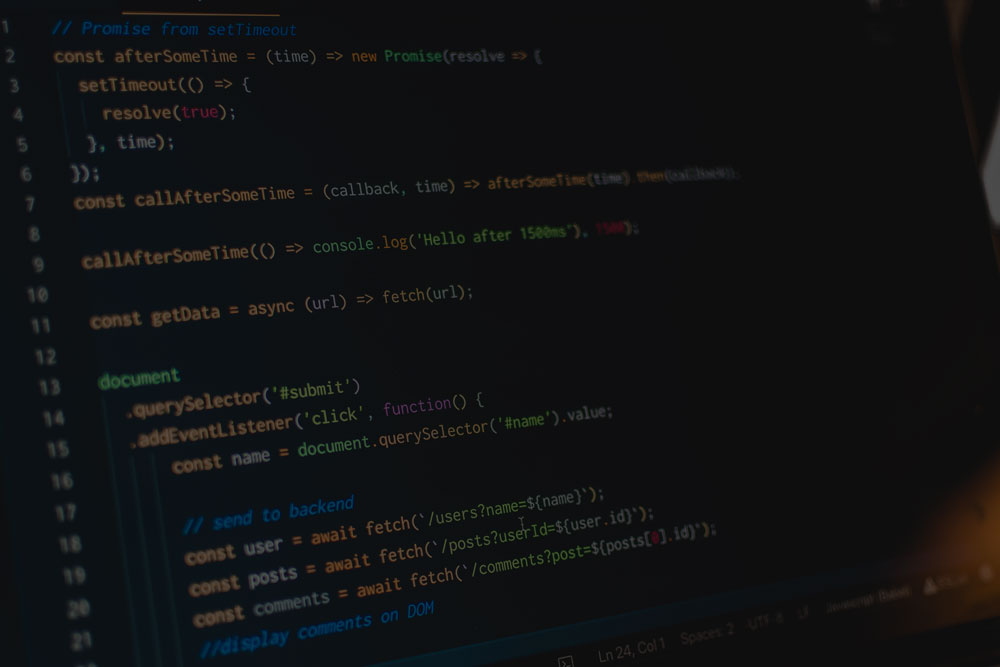 1 // Promise from setTimeout
2 const afterSomeTime = (time) => new Promise(resolve => {
3 setTimeout(() => {
4 resolve(true);
5 }, time);
6 });
7 const callAfterSomeTime = (callback, time) => afterSomeTime(time).then(callback);
8
9 callAfterSomeTime(() => console.log('Hello after 1500ms'), 1500);
10
11 const getData = async (url) => fetch(url);
12
13 document
14 .querySelector('#submit')
15 .addEventListener('click', function() {
16 const name = document.querySelector('#name').value;
17
18 // send to backend
19 const user = await fetch(`/users?name=${name}`);
20 const posts = await fetch(`/posts?userId=${user.id}`);
21 const comments = await fetch(`/comments?post=${posts[0].id}`);
//display comments on DOM
Ln 24, Col 1 Spaces: 2 UTF-8 LF